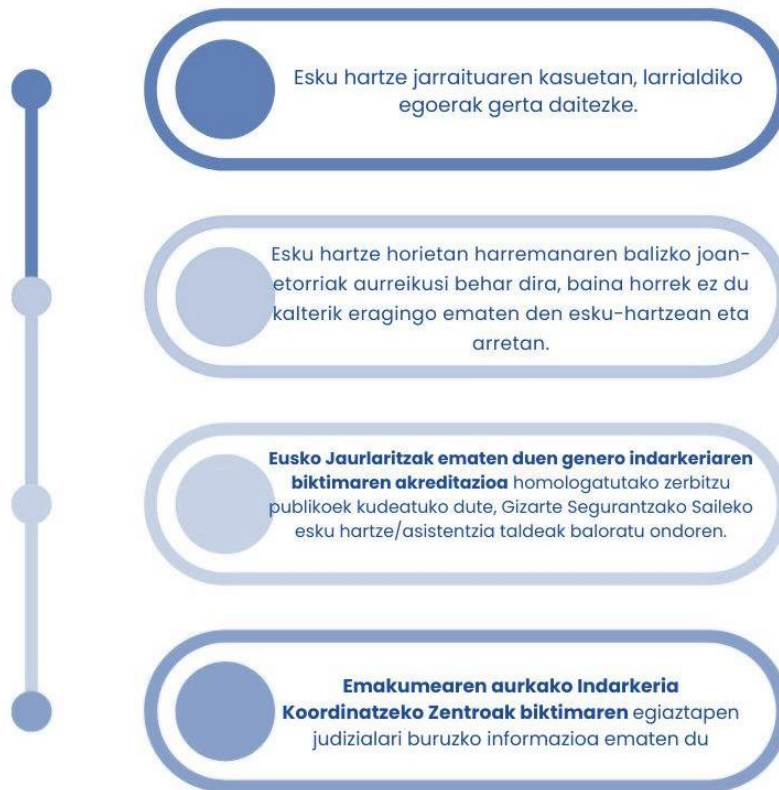 Esku hartze jarraituaren kasuetan, larrialdiko
egoerak gerta daitezke.
Esku hartze horietan harremanaren balizko joan-
etorriak aurreikusi behar dira, baina horrek ez du
kalterik eragingo ematen den esku-hartzean eta
arretan.
Eusko Jaurlaritzak ematen duen genero indarkeriaren
biktimaren akreditazioa homologatutako zerbitzu
publikoek kudeatuko dute, Gizarte Segurantzako Saileko
esku hartze/asistentzia taldeak baloratu ondoren.
Emakumearen aurkako Indarkeria
Koordinatzeko Zentroak biktimaren egiaztapen
judizialari buruzko informazioa ematen du